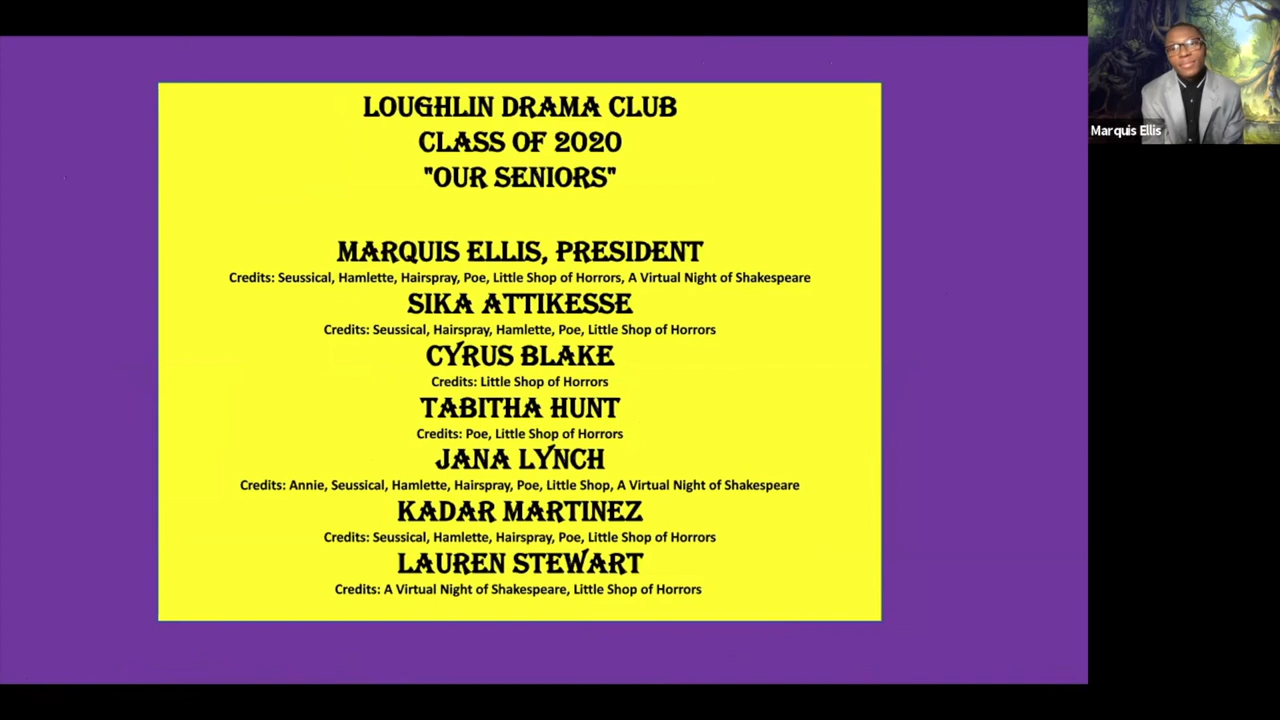 LOUGHLIN DRAMA CLUB
CLASS OF 2020
"OUR SENIORS"
MARQUIS ELLIS, PRESIDENT
Credits: Seussical, Hamlette, Hairspray, Poe, Little Shop of Horrors, A Virtual Night of Shakespeare
SIKA ATTIKESSE
Credits: Seussical, Hairspray, Hamlette, Poe, Little Shop of Horrors
CYRUS BLAKE
Credits: Little Shop of Horrors
TABITHA HUNT
Credits: Poe, Little Shop of Horrors
JANA LYNCH
Credits: Annie, Seussical, Hamlette, Hairspray, Poe, Little Shop, A Virtual Night of Shakespeare
KADAR MARTINEZ
Credits: Seussical, Hamlette, Hairspray, Poe, Little Shop of Horrors
LAUREN STEWART
Credits: A Virtual Night of Shakespeare, Little Shop of Horrors
Marquis Ellis